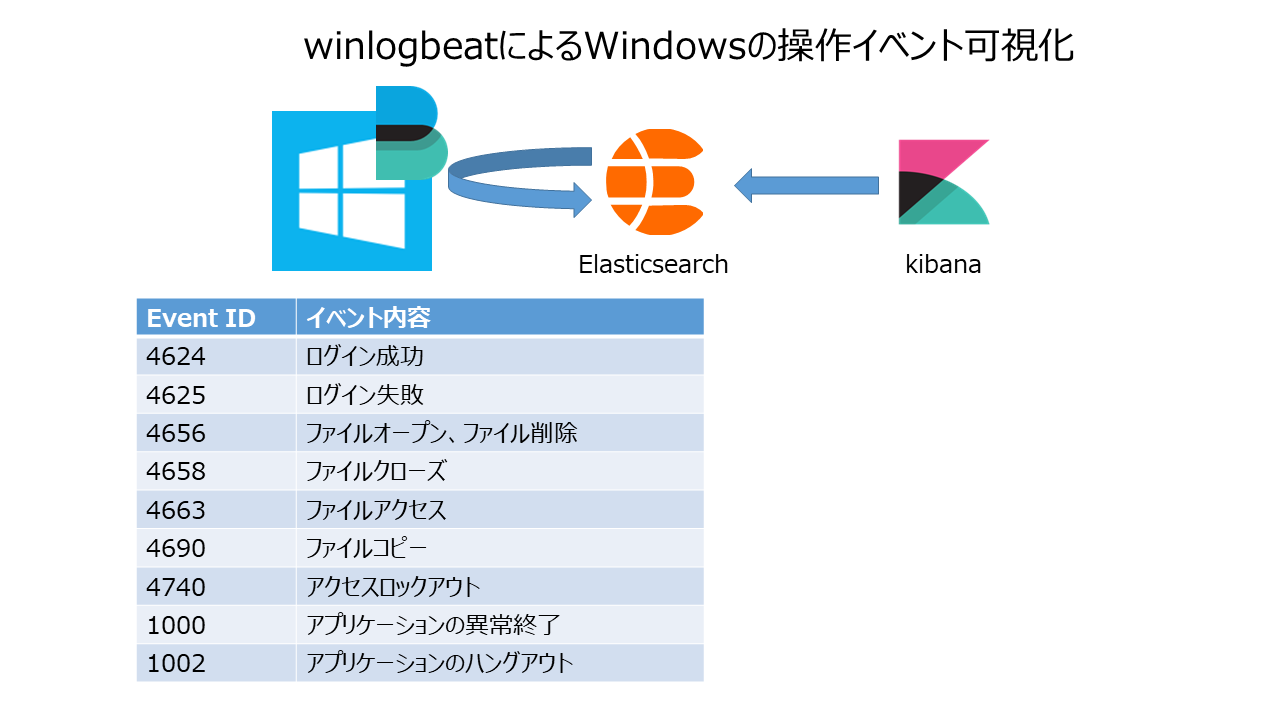 winlogbeatによるWindowsの操作イベント可視化
Elasticsearch
kibana
Event ID イベント内容
4624 ログイン成功
4625 ログイン失敗
4656 ファイルオープン、ファイル削除
4658 ファイルクローズ
4663 ファイルアクセス
4690 ファイルコピー
4740 アクセスロックアウト
1000 アプリケーションの異常終了
1002 アプリケーションのハングアウト